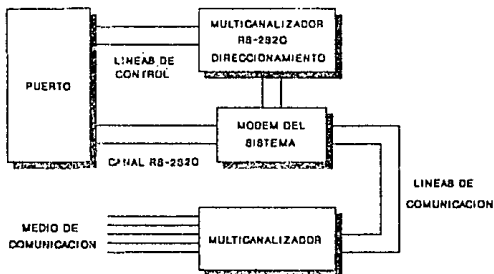 MULTICANALIZADOR
RS-232C
DIRECCIONAMIENTO
LINEAS DE
CONTROL
PUERTO
MODEM DEL
SISTEMA
CANAL RS-232C
LINEAS DE
COMUNICACION
MEDIO DE
COMUNICACION
MULTICANALIZADOR